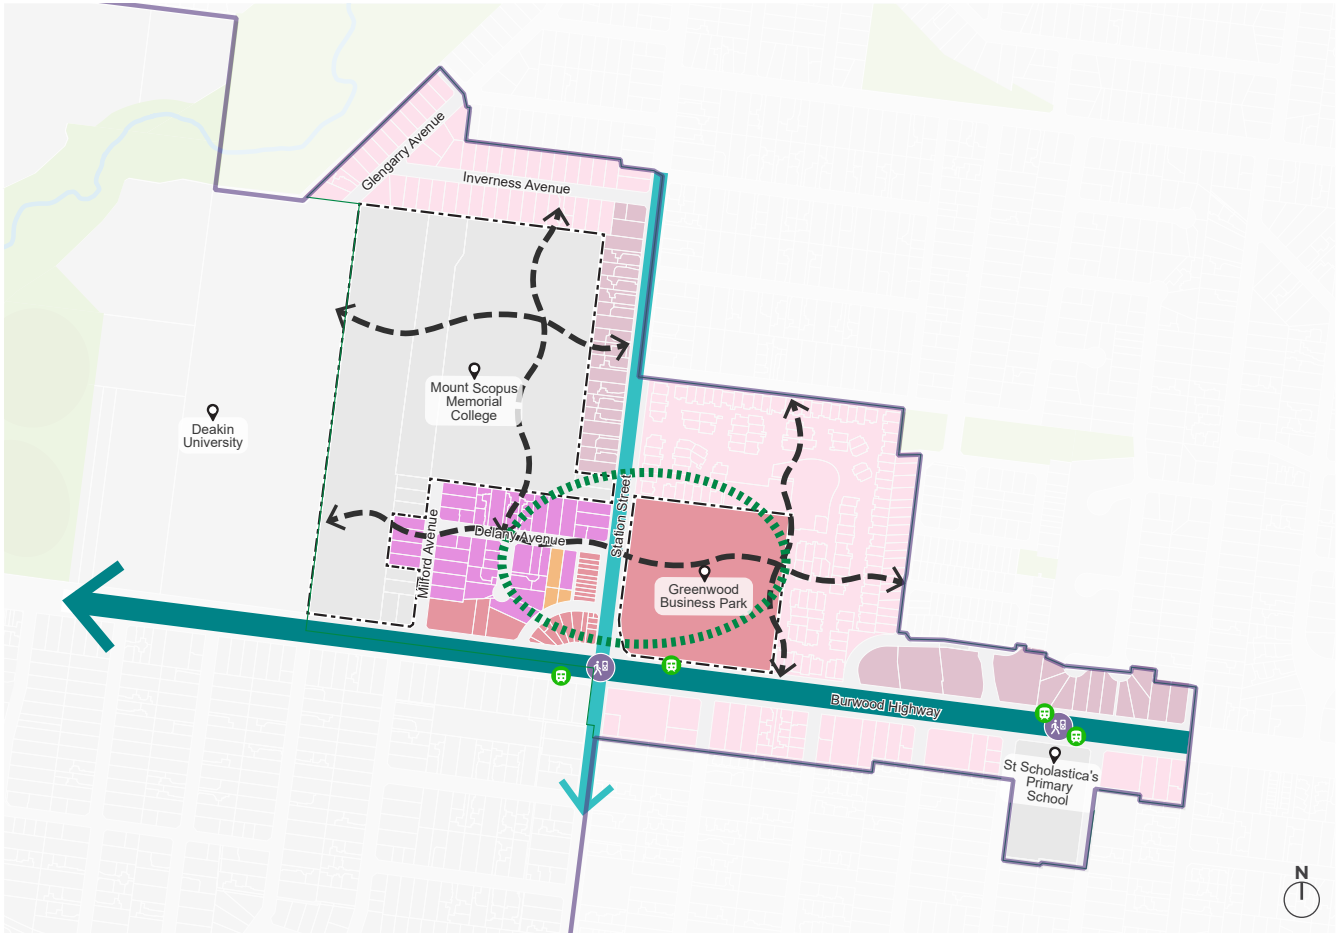 Glengarry Avenue
Inverness Avenue
Mount Scopus
Memorial
College
Deakin
University
Station Street
Milford Avenue
Delany Avenue
Greenwood
Business Park
Burwood Highway
St Scholastica's
Primary
School
N